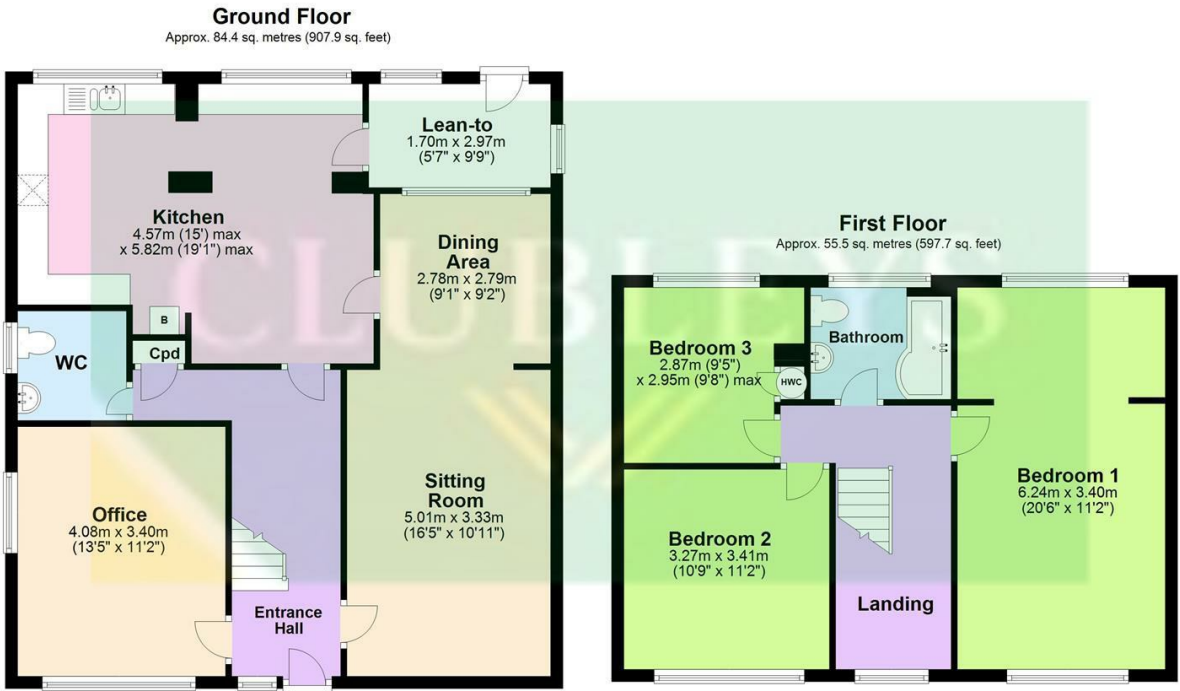 Ground Floor
Approx. 84.4 sq. metres (907.9 sq. feet)
Lean-to
1.70m x 2.97m
(5'7" x 9'9")
Kitchen
4.57m (15') max
x 5.82m (19'1") max
Dining
Area
2.78m x 2.79m
(9'1" x 9'2")
B
Cpd
WC
Office
4.08m x 3.40m
(13'5" x 11'2")
Sitting
Room
5.01m x 3.33m
(16'5" x 10'11")
Entrance
Hall
First Floor
Approx. 55.5 sq. metres (597.7 sq. feet)
Bedroom 3
2.87m (9'5")
x 2.95m (9'8") max
HWC
Bathroom
Bedroom 1
6.24m x 3.40m
(20'6" x 11'2")
Bedroom 2
3.27m x 3.41m
(10'9" x 11'2")
Landing
CLUBLEYS